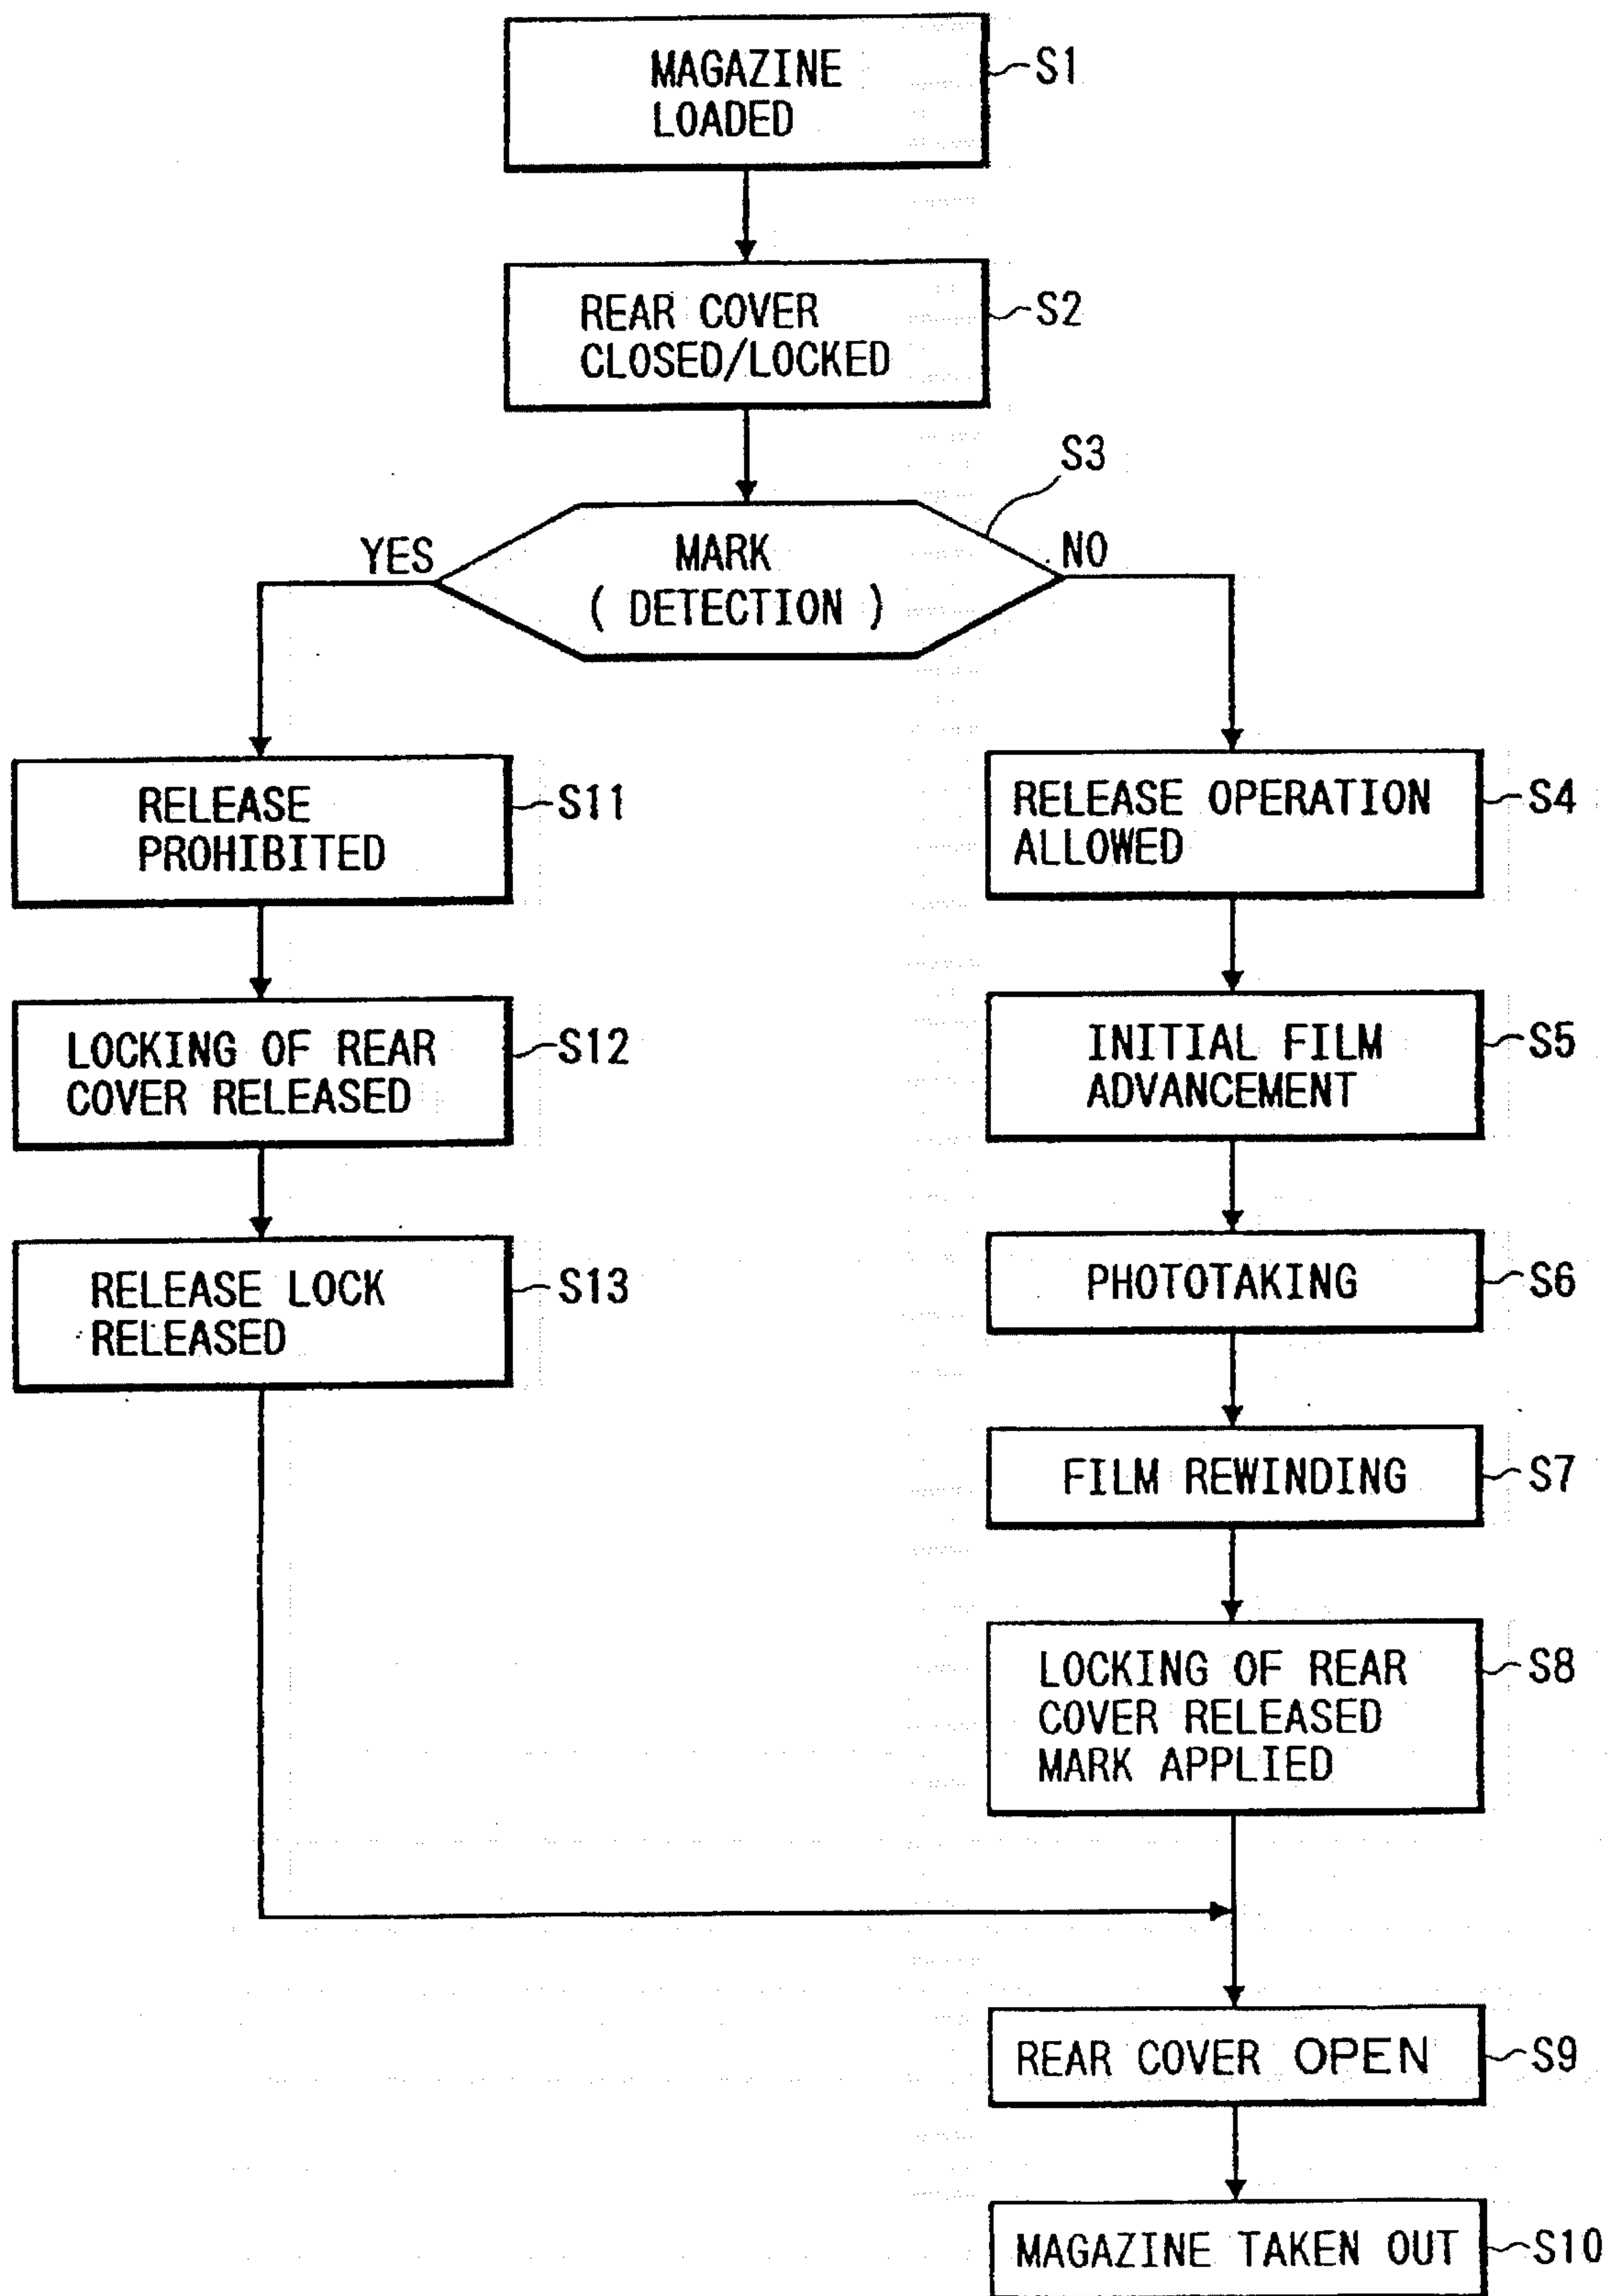 MAGAZINE
LOADED
S1
REAR COVER
CLOSED/LOCKED
S2
S3
YES
MARK
( DETECTION )
NO
RELEASE
PROHIBITED
S11
RELEASE OPERATION
ALLOWED
S4
LOCKING OF REAR
COVER RELEASED
S12
INITIAL FILM
ADVANCEMENT
S5
RELEASE LOCK
RELEASED
S13
PHOTOTAKING
S6
FILM REWINDING
S7
LOCKING OF REAR
COVER RELEASED
MARK APPLIED
S8
REAR COVER OPEN
S9
MAGAZINE TAKEN OUT
S10